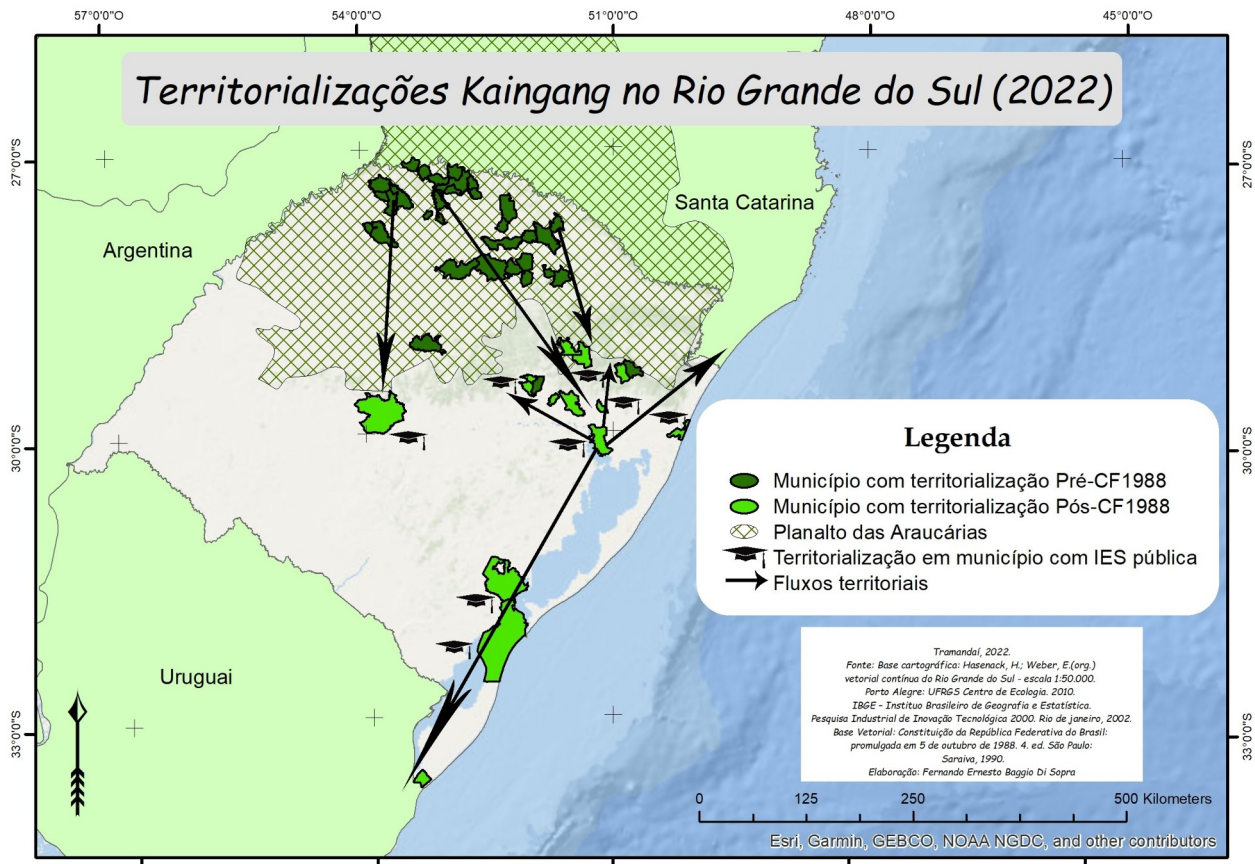 57°0'0"O 54°0'0"O 51°0'0"O 48°0'0"O 45°0'0"O
Territorializações Kaingang no Rio Grande do Sul (2022)
27°0'0"S 27°0'0"S
Santa Catarina
Argentina
30°0'0"S 30°0'0"S
Legenda
Município com territorialização Pré-CF1988
Município com territorialização Pós-CF1988
Planalto das Araucárias
Territorialização em município com IES pública
Fluxos territoriais
Uruguai
33°0'0"S 33°0'0"S
Tramandaí, 2022.
Fonte: Base cartográfica: Hasenack, H.; Weber, E.(org.)
vetorial contínua do Rio Grande do Sul - escala 1:50.000.
Porto Alegre: UFRGS Centro de Ecologia. 2010.
IBGE - Instituo Brasileiro de Geografia e Estatística.
Pesquisa Industrial de Inovação Tecnológica 2000. Rio de janeiro, 2002.
Base Vetorial: Constituição da República Federativa do Brasil:
promulgada em 5 de outubro de 1988. 4. ed. São Paulo:
Saraiva, 1990.
Elaboração: Fernando Ernesto Baggio Di Sopra
0 125 250 500 Kilometers
Esri, Garmin, GEBCO, NOAA NGDC, and other contributors